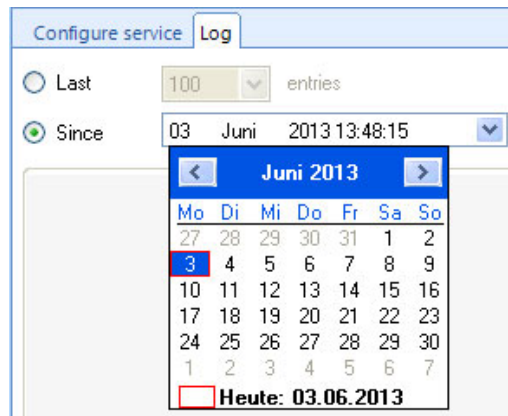 Configure service Log
Last 100 entries
Since 03 Juni 2013 13:48:15
Juni 2013
Mo Di Mi Do Fr Sa So
27 28 29 30 31 1 2
3 4 5 6 7 8 9
10 11 12 13 14 15 16
17 18 19 20 21 22 23
24 25 26 27 28 29 30
1 2 3 4 5 6 7
Heute: 03.06.2013